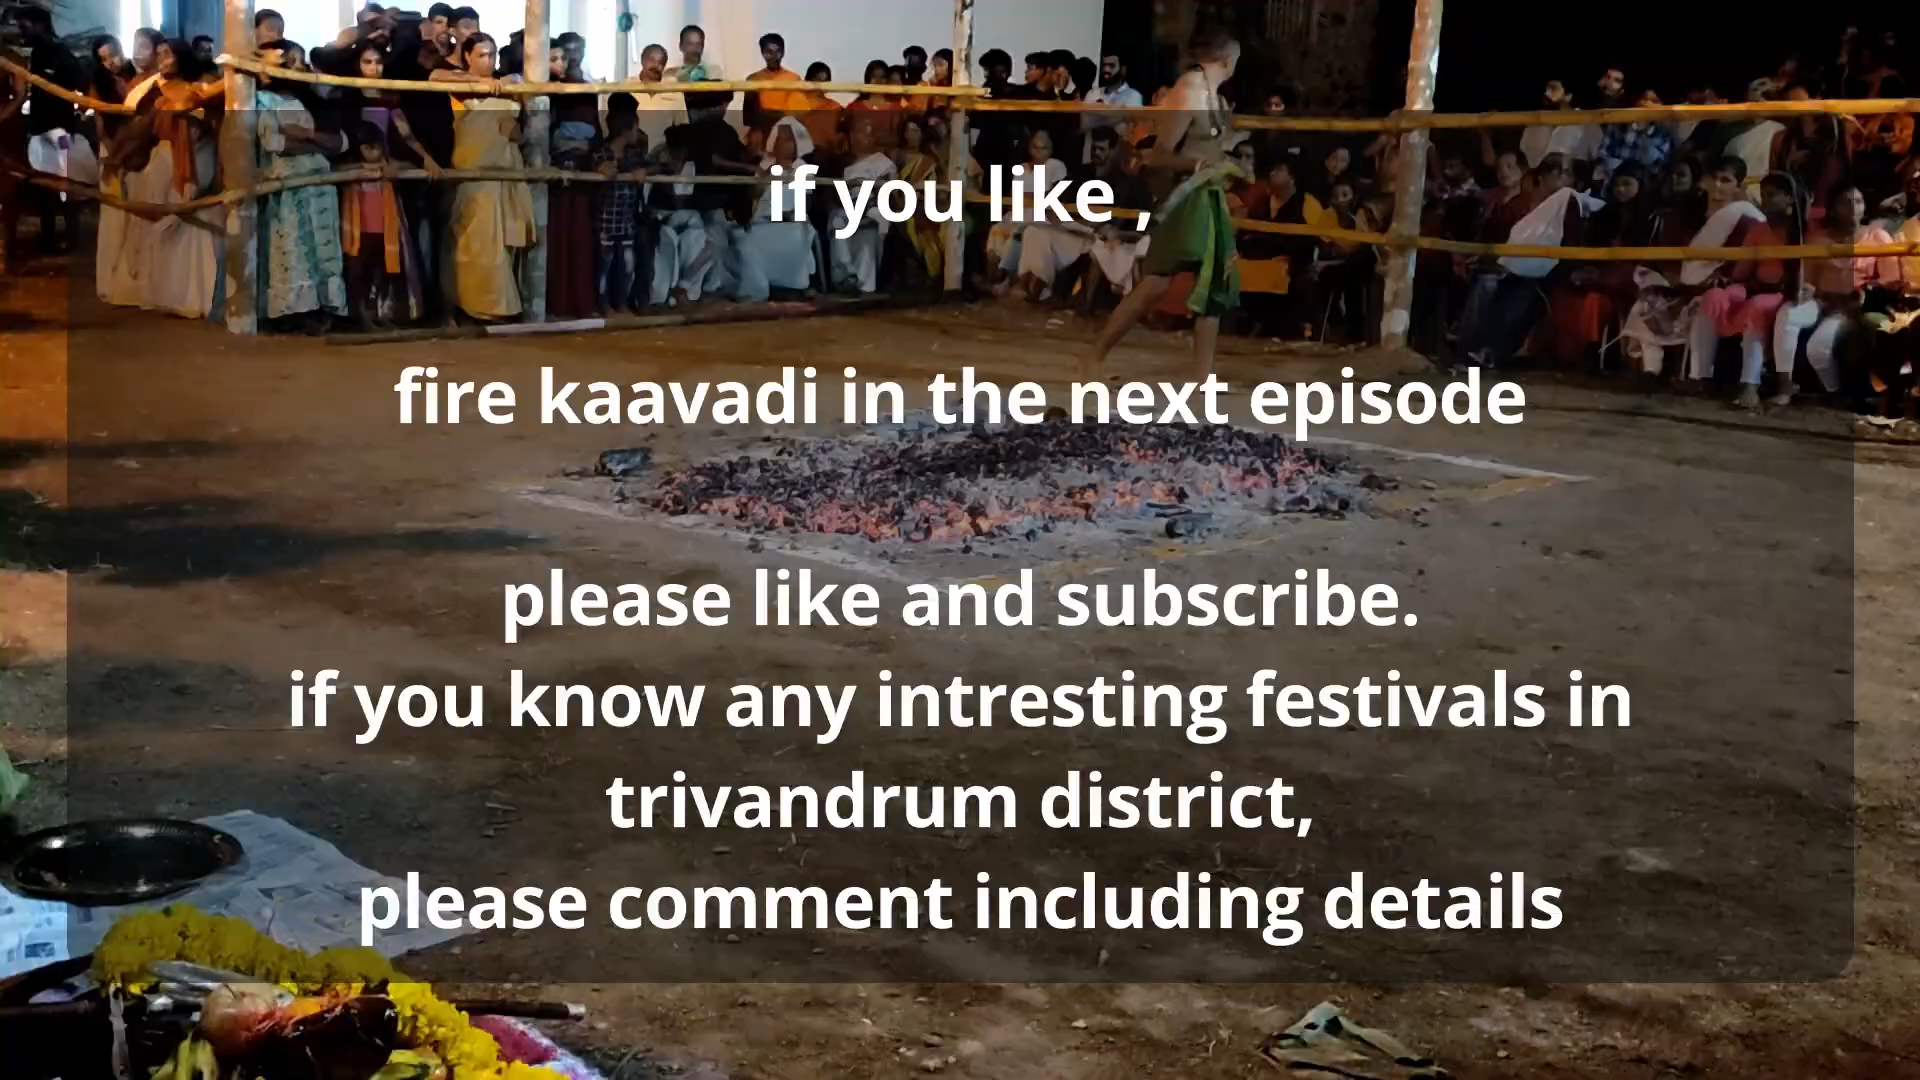 if you like ,
fire kaavadi in the next episode
please like and subscribe.
if you know any intresting festivals in
trivandrum district,
please comment including details